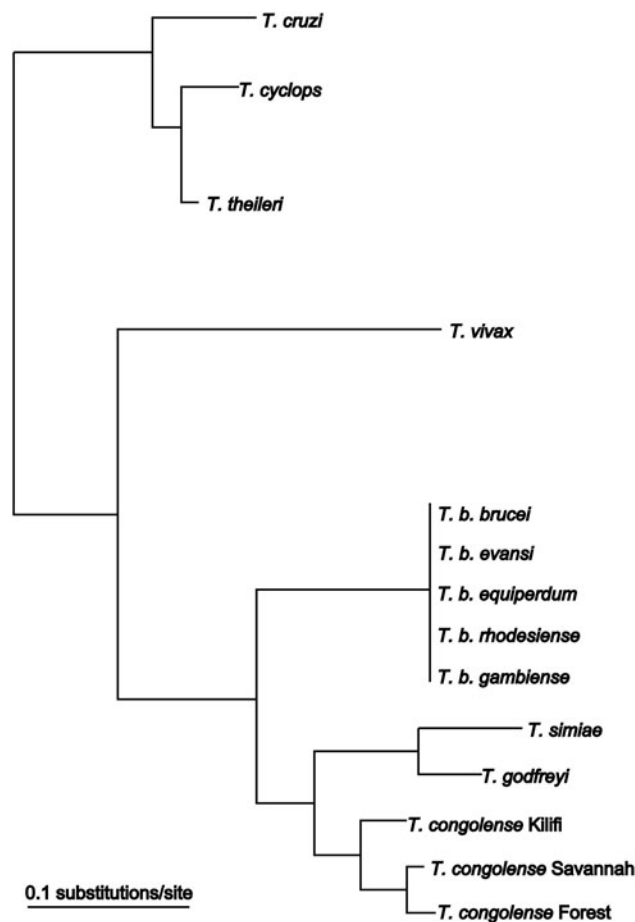 T. cruzi
T. cyclops
T. theileri
T. vivax
T. b. brucei
T. b. evansi
T. b. equiperdum
T. b. rhodesiense
T. b. gambiense
T. simiae
T. godfreyi
T. congolense Kilifi
T. congolense Savannah
0.1 substitutions/site
T. congolense Forest